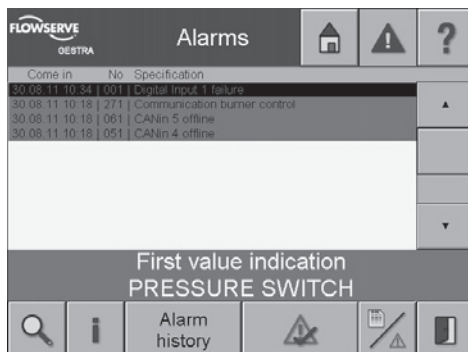 FLOWSERVE
GESTRA
Alarms
?
Come in No Specification
30.08.11 10:34 | 001 | Digital Input 1 failure
30.08.11 10:18 | 271 | Communication burner control
30.08.11 10:18 | 061 | CANin 5 offline
30.08.11 10:18 | 051 | CANin 4 offline
First value indication
PRESSURE SWITCH
i
Alarm
history